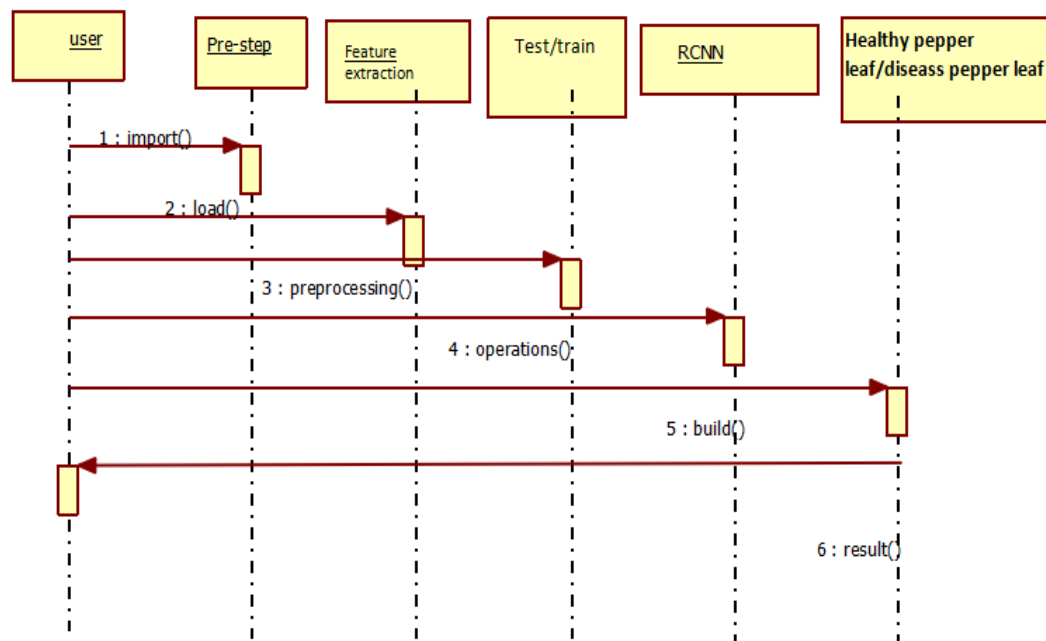 user
Pre-step
Feature
extraction
Test/train
RCNN
Healthy pepper
leaf/diseass pepper leaf
1 : import()
2 : load()
3 : preprocessing()
4 : operations()
5 : build()
6 : result()